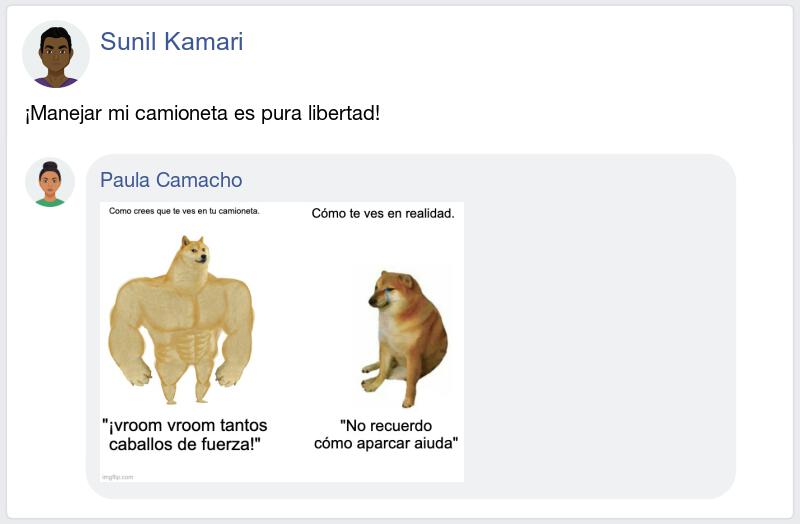 Sunil Kamari
¡Manejar mi camioneta es pura libertad!
Paula Camacho
Como crees que te ves en tu camioneta.
Cómo te ves en realidad.
"¡vroom vroom tantos
caballos de fuerza!"
"No recuerdo
cómo aparcar aiuda"
imgflip.com